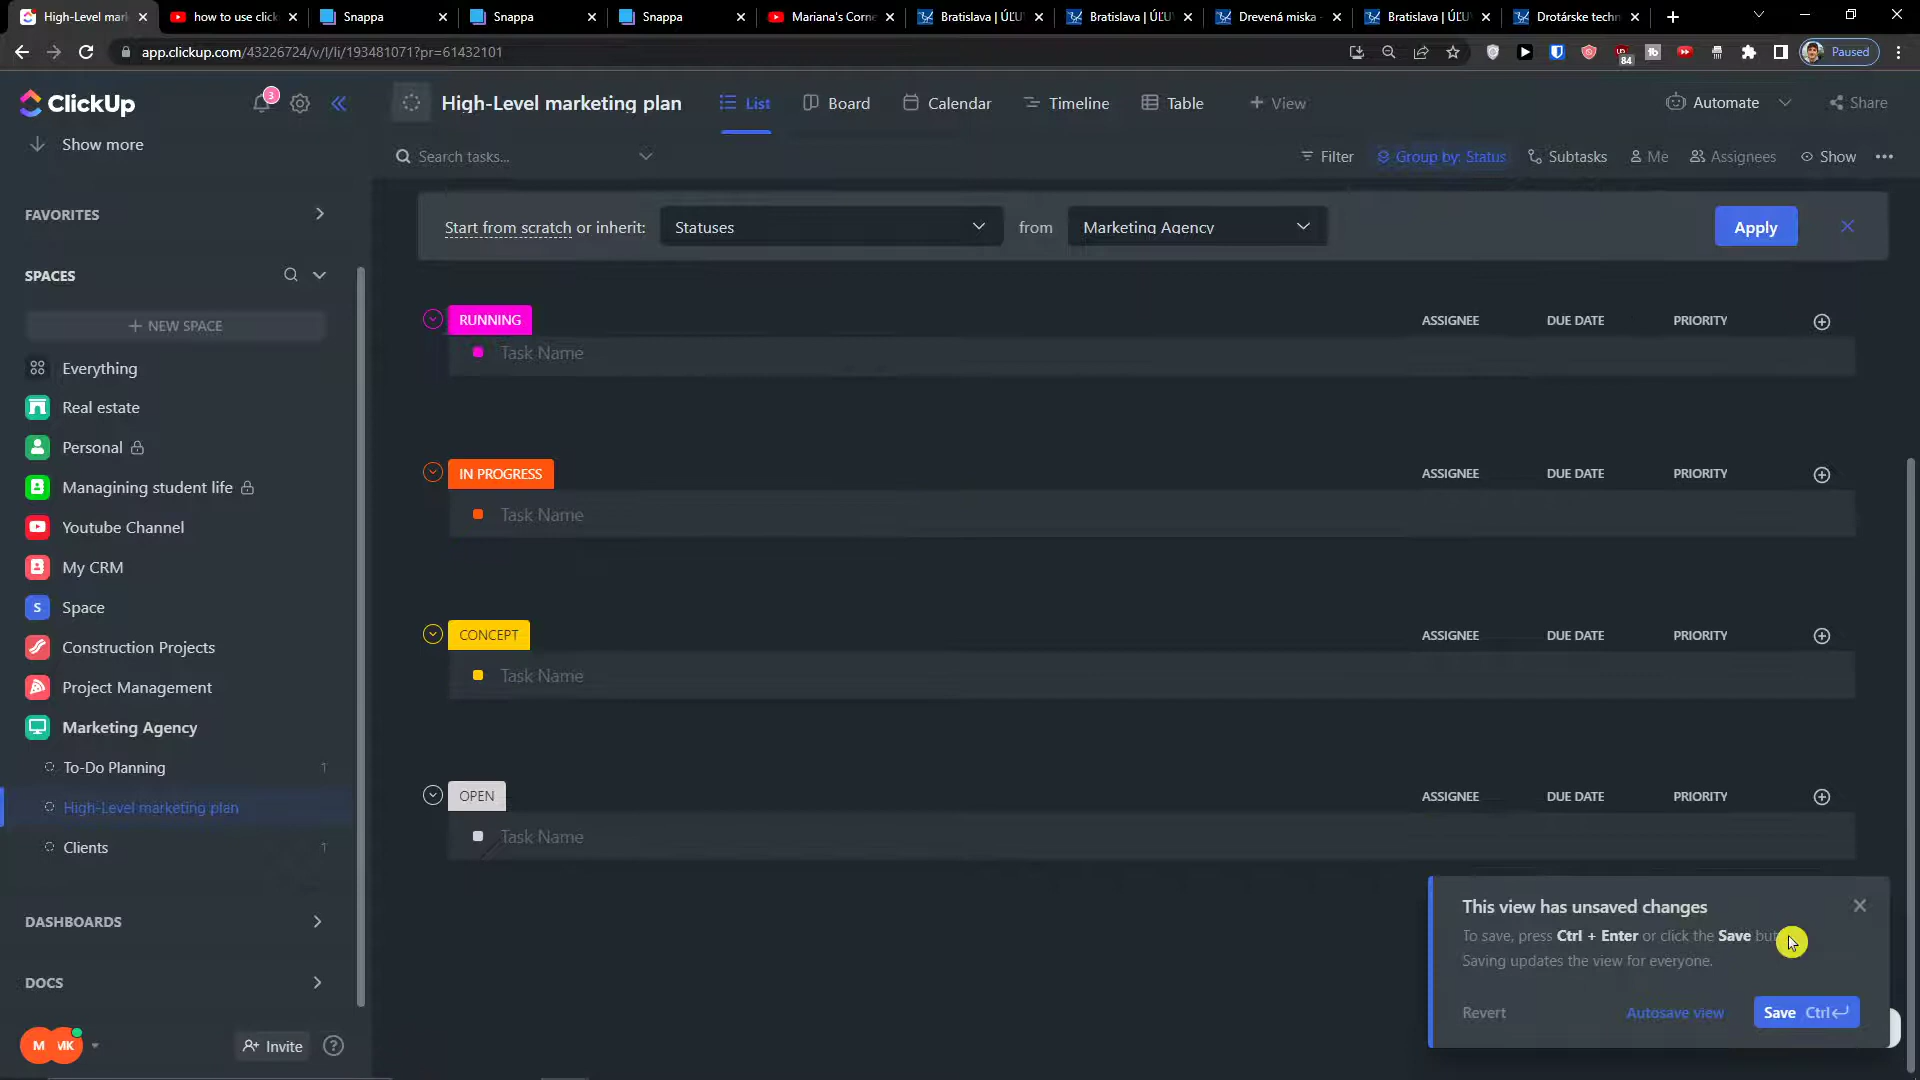 High-Level mark
how to use click
Snappa
Snappa
Snappa
Mariana's Corne
Bratislava | ÚĽU
Bratislava | ÚĽU
Drevená miska
Bratislava | ÚĽU
Drotárske techn
app.clickup.com/43226724/v/l/li/193481071?pr=61432101
84
Paused
ClickUp
3
High-Level marketing plan
List
Board
Calendar
Timeline
Table
+ View
Automate
Share
Show more
Search tasks...
Filter
Group by: Status
Subtasks
Me
Assignees
Show
FAVORITES
Start from scratch or inherit:
Statuses
from
Marketing Agency
Apply
SPACES
+ NEW SPACE
Everything
Real estate
Personal
Managining student life
Youtube Channel
My CRM
S
Space
Construction Projects
Project Management
Marketing Agency
To-Do Planning
1
High-Level marketing plan
Clients
1
DASHBOARDS
DOCS
M
MK
Invite
?
RUNNING
ASSIGNEE
DUE DATE
PRIORITY
Task Name
IN PROGRESS
ASSIGNEE
DUE DATE
PRIORITY
Task Name
CONCEPT
ASSIGNEE
DUE DATE
PRIORITY
Task Name
OPEN
ASSIGNEE
DUE DATE
PRIORITY
Task Name
This view has unsaved changes
To save, press Ctrl + Enter or click the Save but
Saving updates the view for everyone.
Revert
Autosave view
Save Ctrl